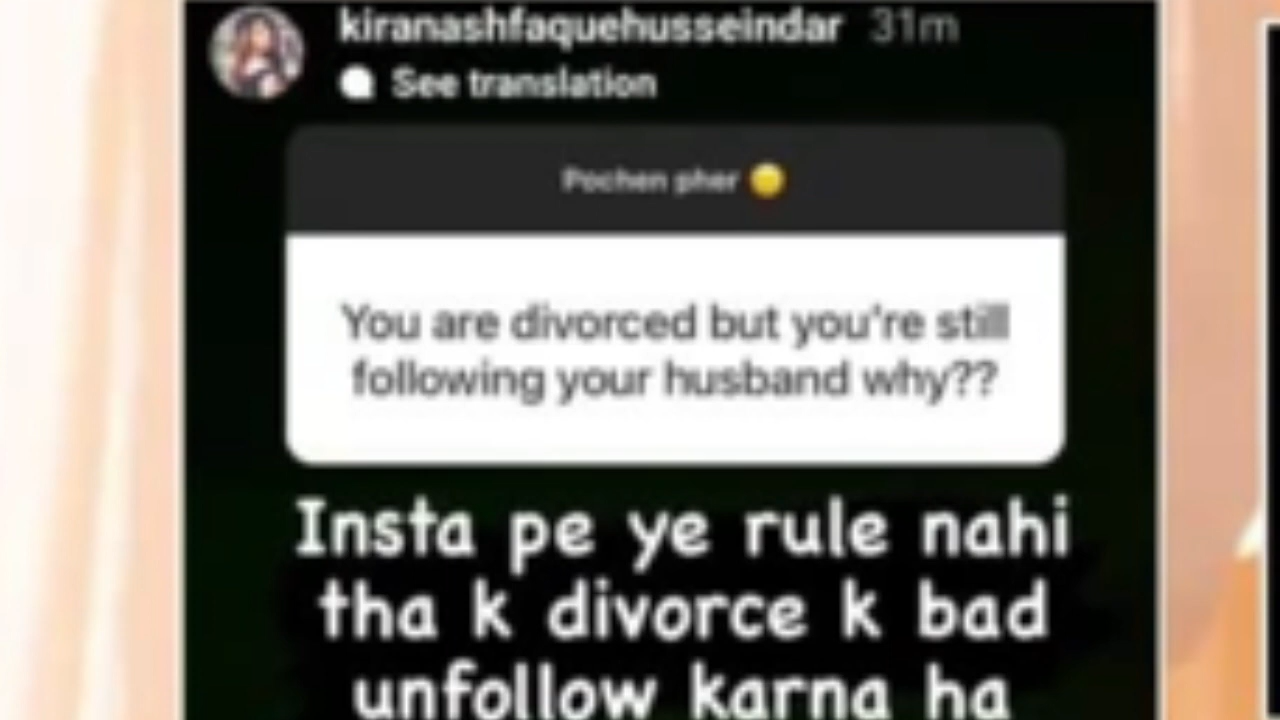 kiranashfaquehusseindar 31m
See translation
Pochen pher
You are divorced but you're still
following your husband why??
Insta pe ye rule nahi
tha k divorce k bad
unfollow karna ha